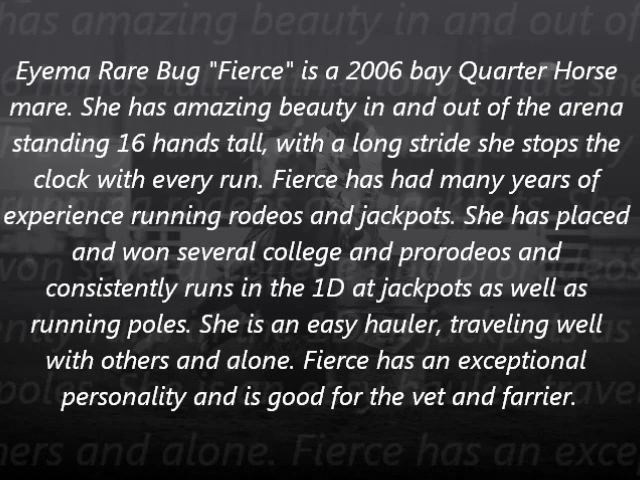 Eyema Rare Bug "Fierce" is a 2006 bay Quarter Horse
mare. She has amazing beauty in and out of the arena
standing 16 hands tall, with a long stride she stops the
clock with every run. Fierce has had many years of
experience running rodeos and jackpots. She has placed
and won several college and prorodeos and
consistently runs in the 1D at jackpots as well as
running poles. She is an easy hauler, traveling well
with others and alone. Fierce has an exceptional
personality and is good for the vet and farrier.